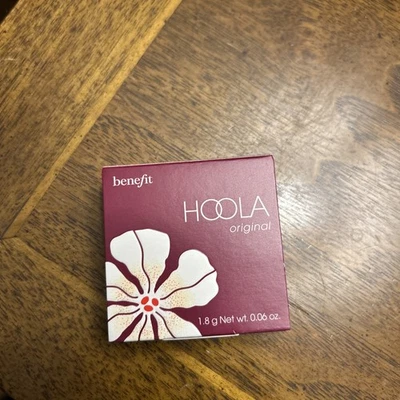 benefit
HOOLA
original
1.8 g Net wt. 0.06 oz.